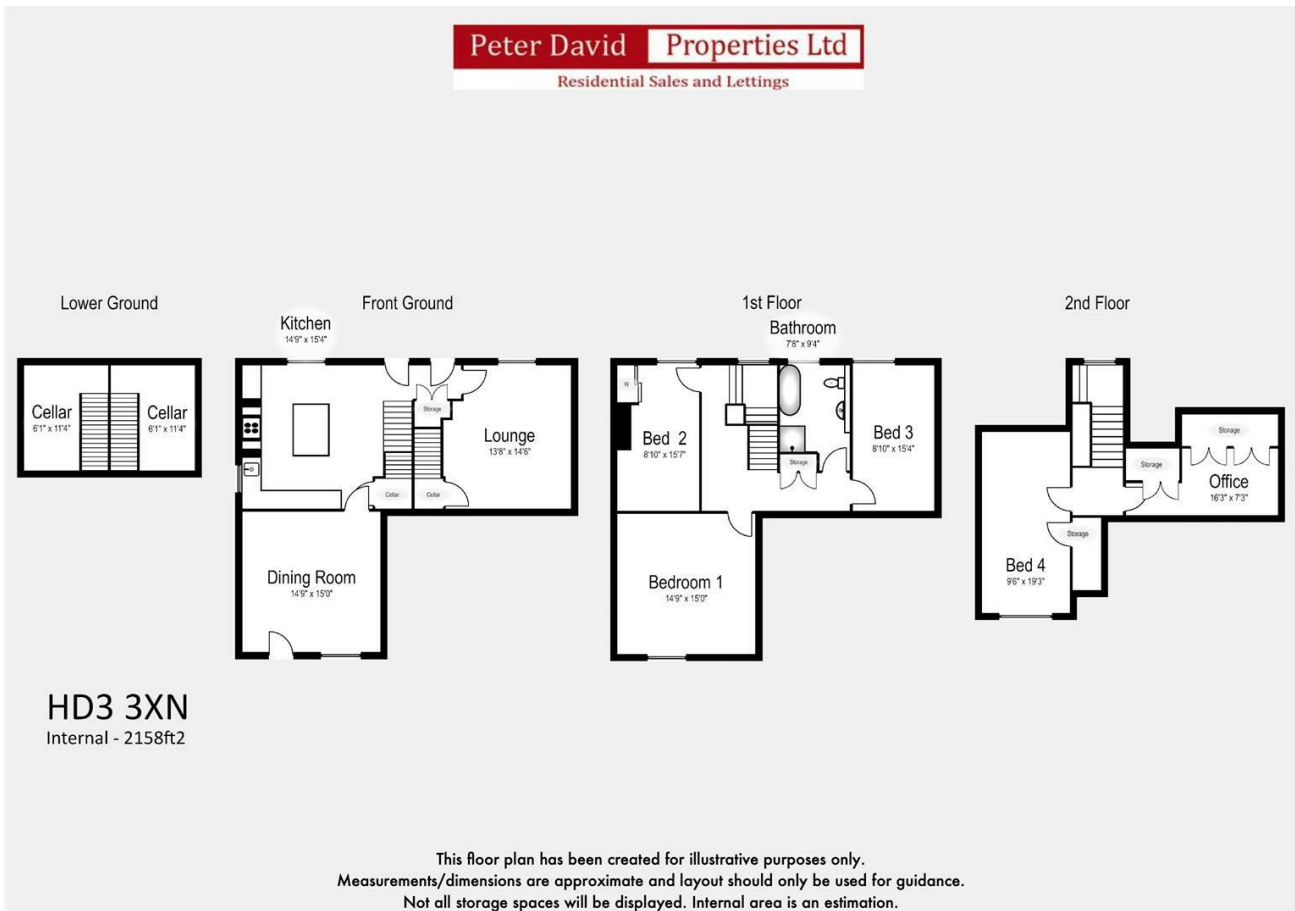 Peter David Properties Ltd
Residential Sales and Lettings
Lower Ground
Cellar
6'1" x 11'4"
Cellar
6'1" x 11'4"
Front Ground
Kitchen
14'9" x 15'4"
Storage
Lounge
13'8" x 14'6"
Cellar
Cellar
Dining Room
14'9" x 15'0"
1st Floor
Bathroom
7'8" x 9'4"
W
Bed 2
8'10" x 15'7"
Storage
Bed 3
8'10" x 15'4"
Bedroom 1
14'9" x 15'0"
2nd Floor
Storage
Storage
Office
16'3" x 7'3"
Storage
Bed 4
9'6" x 19'3"
HD3 3XN
Internal - 2158ft2
This floor plan has been created for illustrative purposes only.
Measurements/dimensions are approximate and layout should only be used for guidance.
Not all storage spaces will be displayed. Internal area is an estimation.